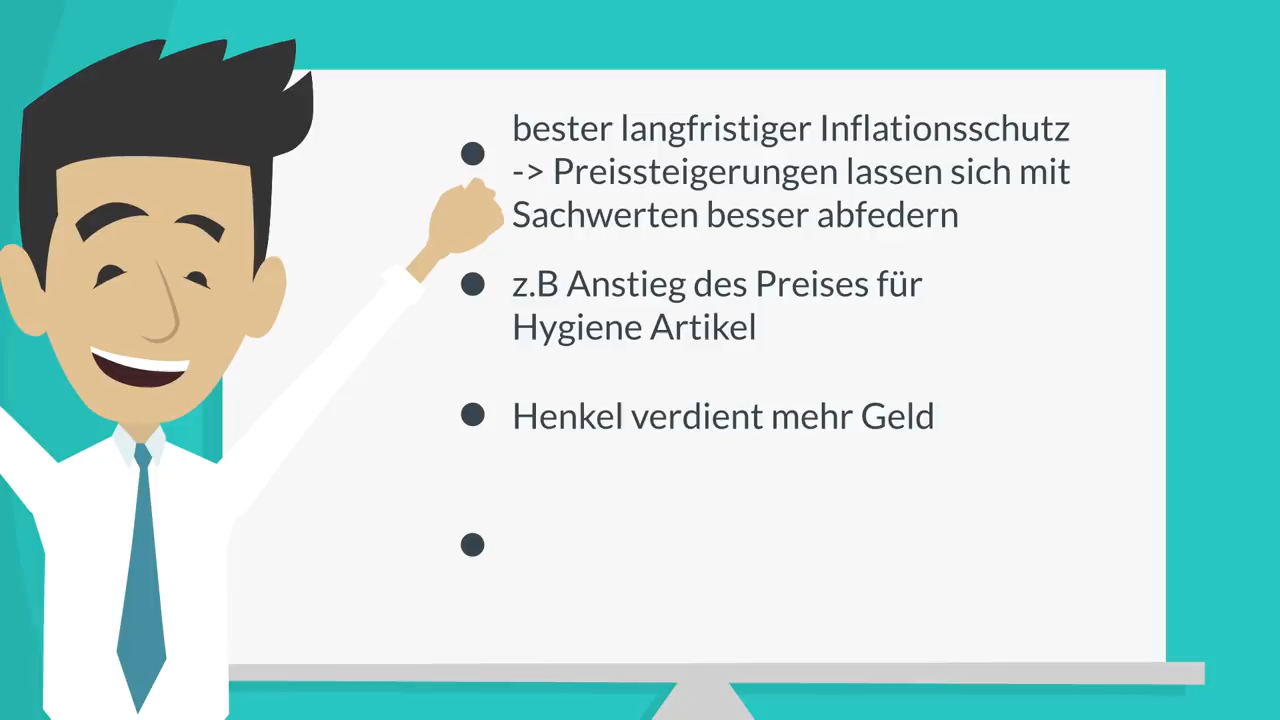 bester langfristiger Inflationsschutz
-> Preissteigerungen lassen sich mit
Sachwerten besser abfedern
z.B Anstieg des Preises für
Hygiene Artikel
Henkel verdient mehr Geld